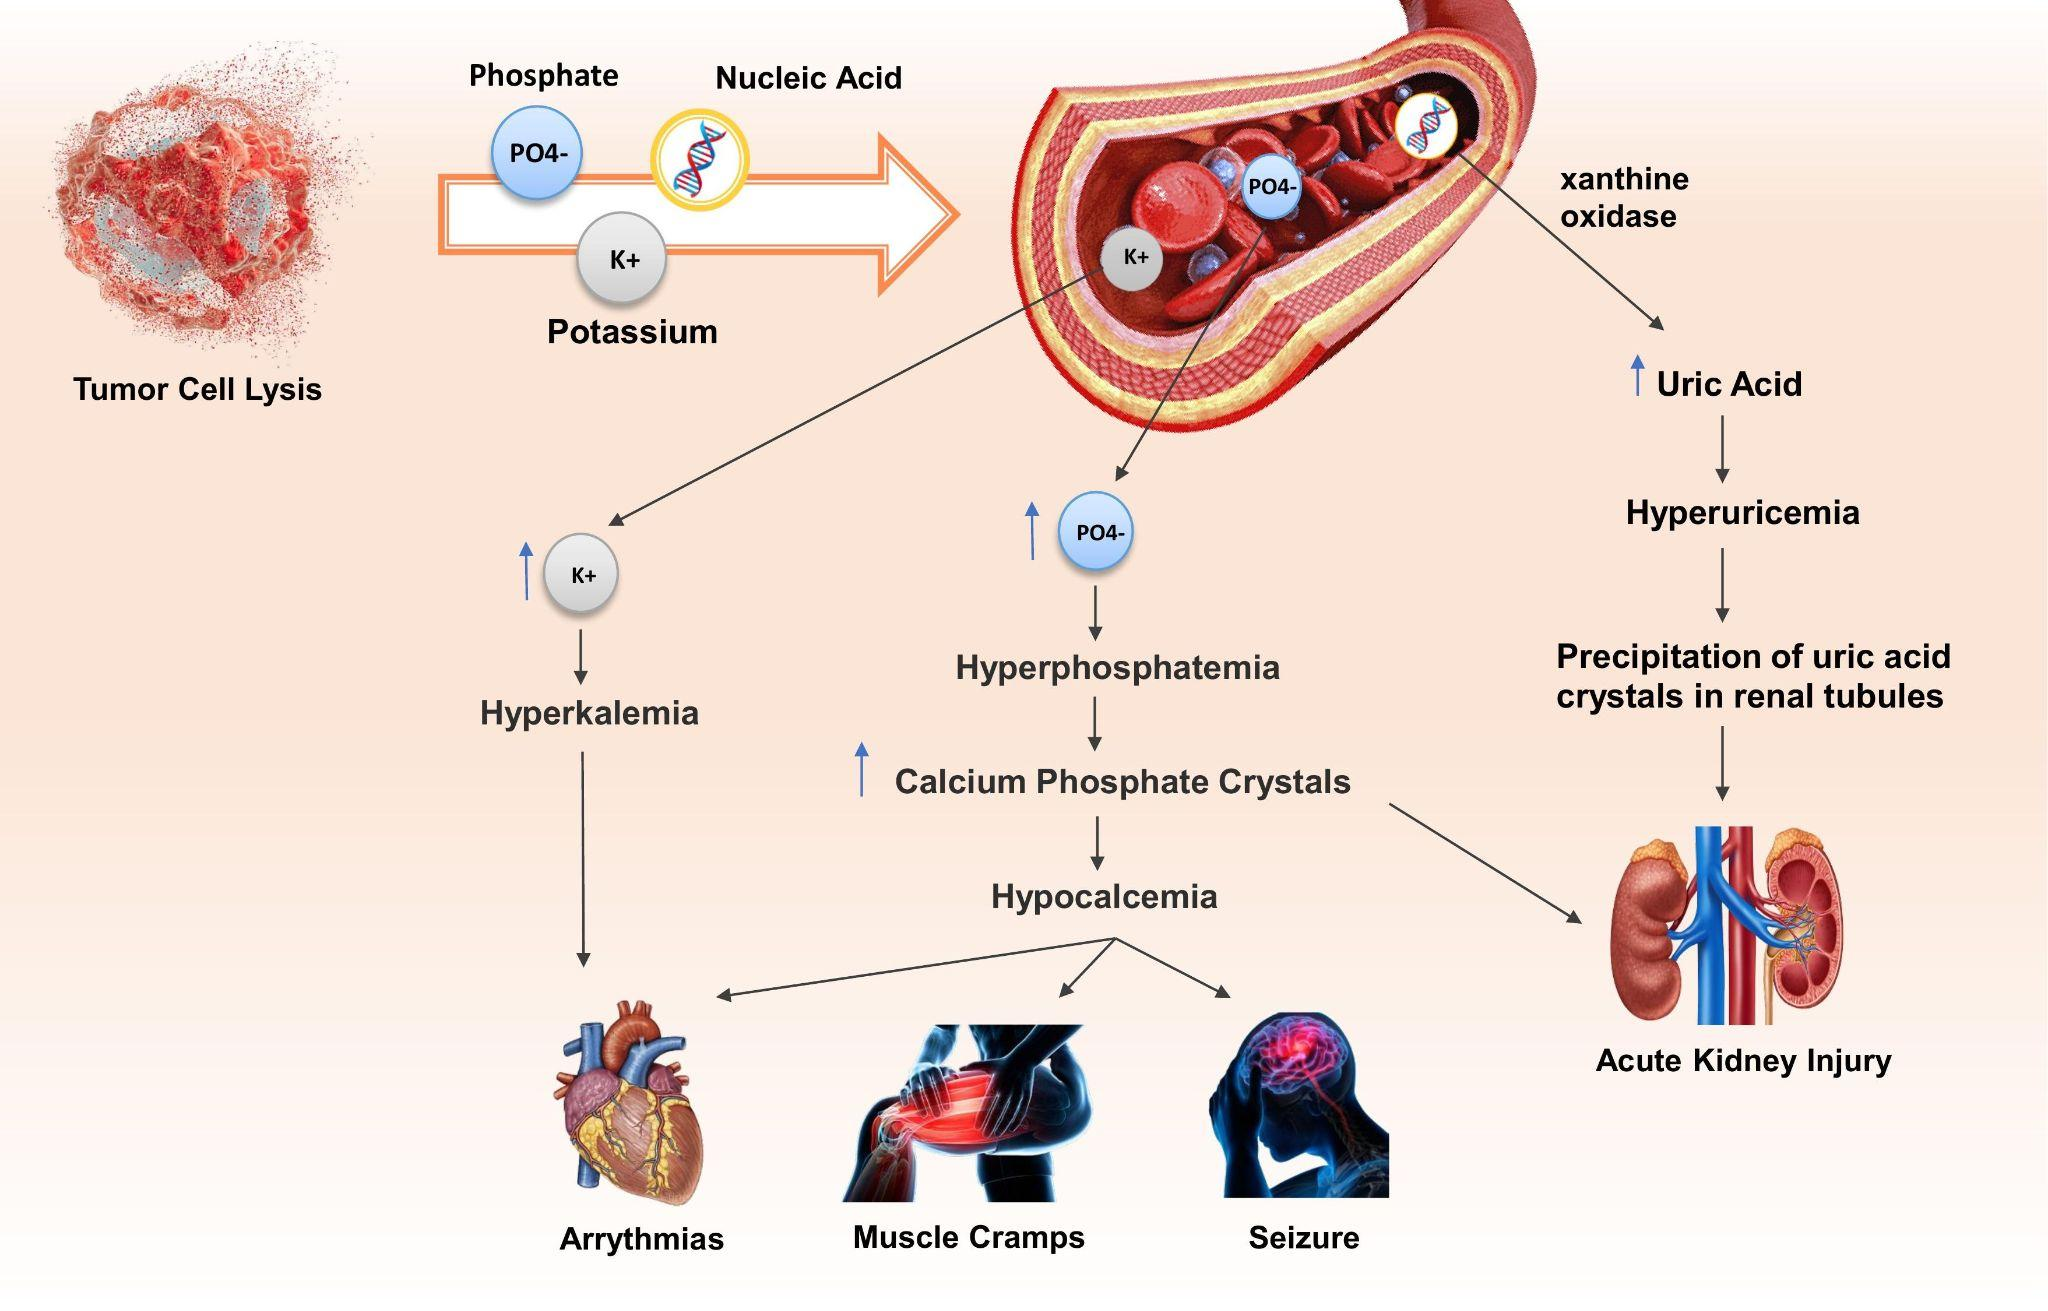 Phosphate
Nucleic Acid
PO4-
K+
Potassium
Tumor Cell Lysis
PO4-
K+
xanthine
oxidase
Uric Acid
Hyperuricemia
Precipitation of uric acid
crystals in renal tubules
K+
Hyperkalemia
PO4-
Hyperphosphatemia
Calcium Phosphate Crystals
Hypocalcemia
Arrythmias
Muscle Cramps
Seizure
Acute Kidney Injury